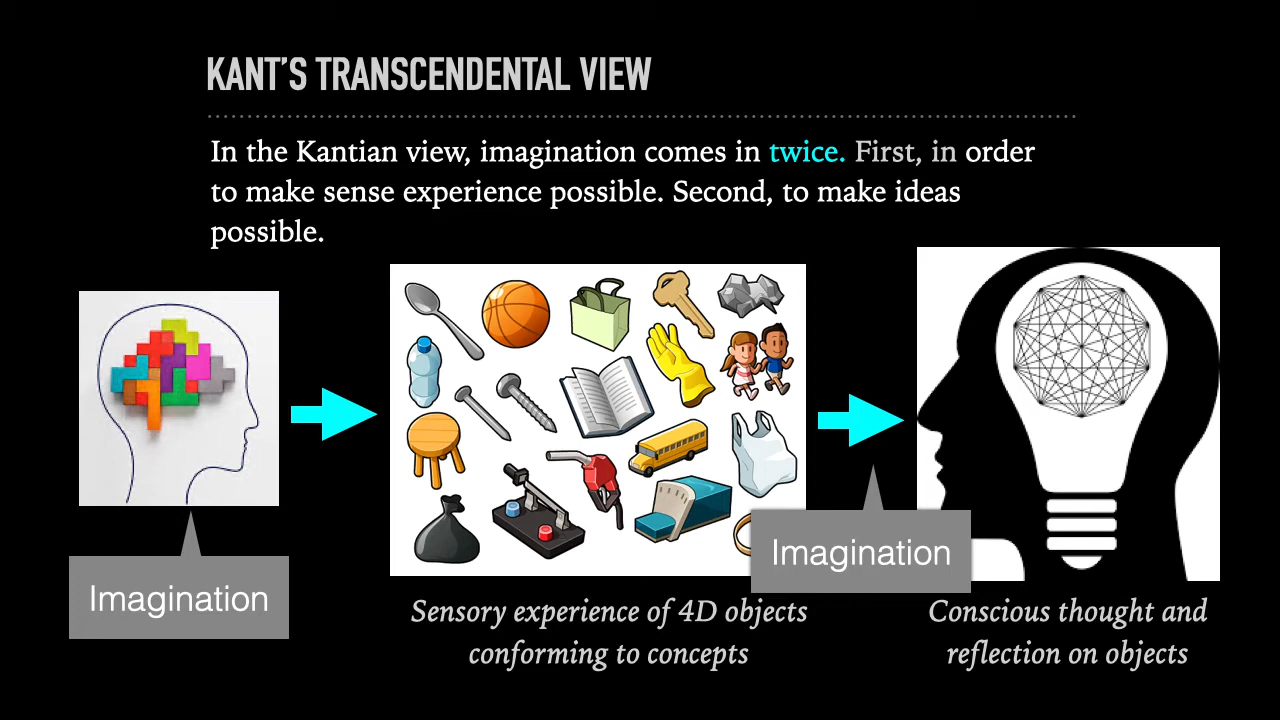 KANT'S TRANSCENDENTAL VIEW
In the Kantian view, imagination comes in twice. First, in order
to make sense experience possible. Second, to make ideas
possible.
Imagination
Imagination
Sensory experience of 4D objects
conforming to concepts
Conscious thought and
reflection on objects